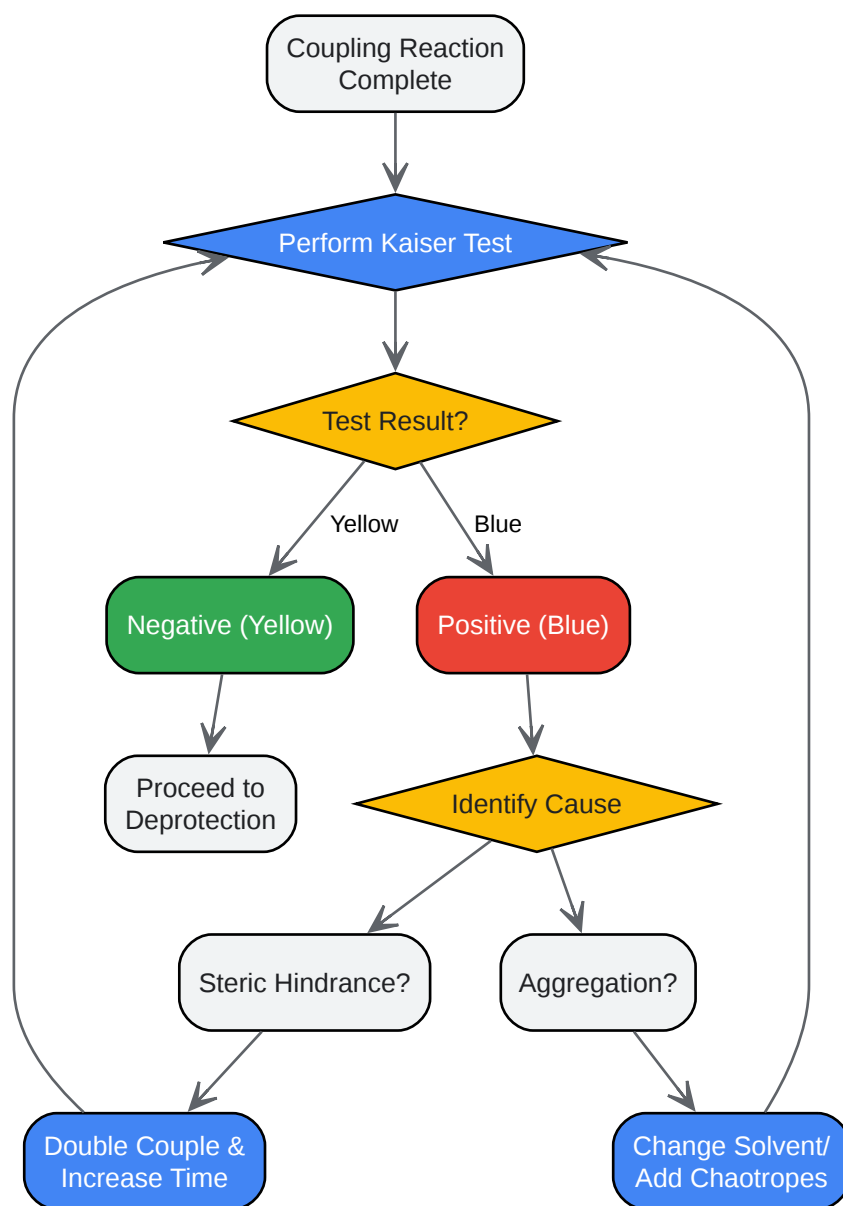 Coupling Reaction
Complete
Perform Kaiser Test
Test Result?
Yellow
Blue
Negative (Yellow)
Positive (Blue)
Proceed to
Deprotection
Identify Cause
Steric Hindrance?
Aggregation?
Double Couple &
Increase Time
Change Solvent/
Add Chaotropes